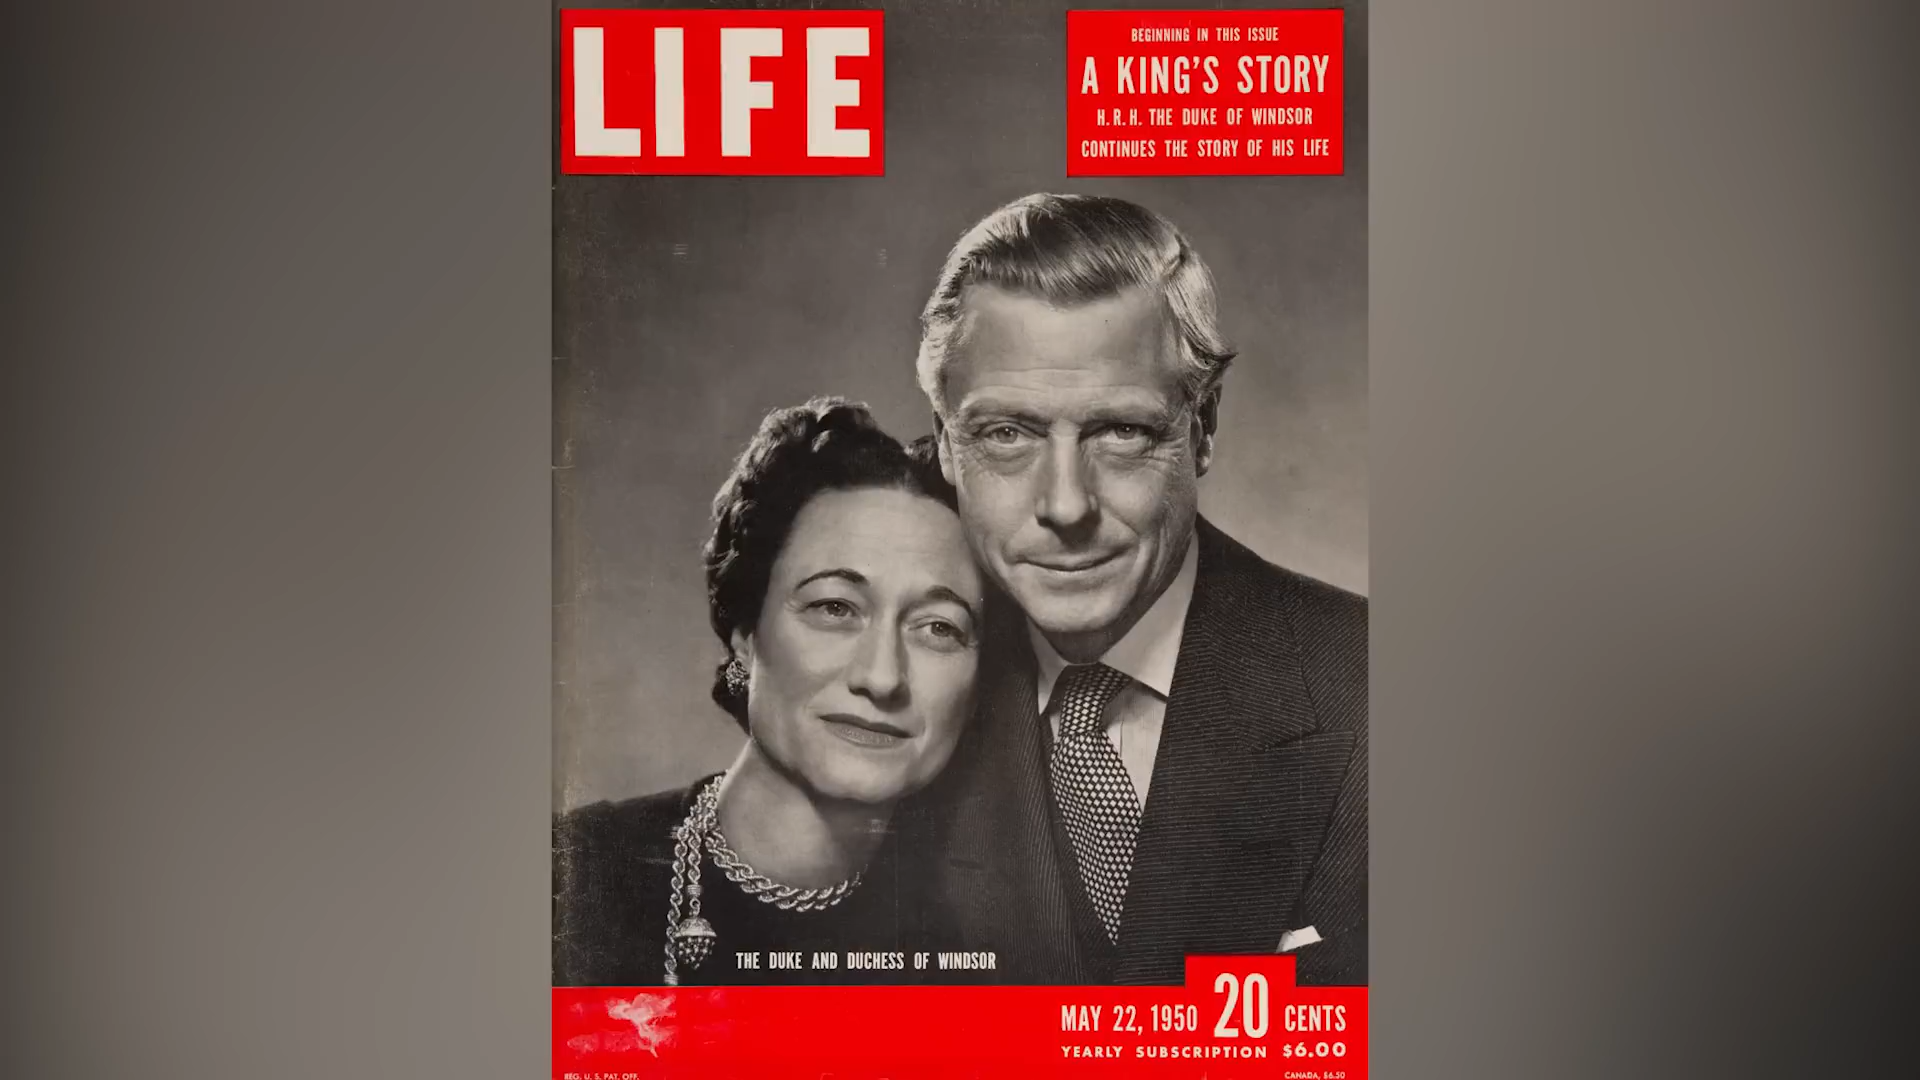 LIFE
BEGINNING IN THIS ISSUE
A KING'S STORY
H.R.H. THE DUKE OF WINDSOR
CONTINUES THE STORY OF HIS LIFE
THE DUKE AND DUCHESS OF WINDSOR
MAY 22, 1950 20 CENTS
YEARLY SUBSCRIPTION $6.00
REG. U. S. PAT. OFF.
CANADA, $6.50